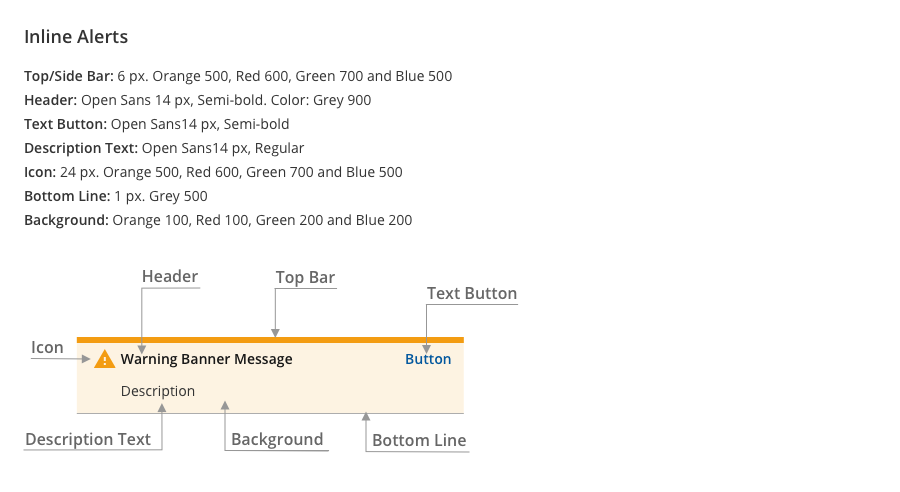 Inline Alerts
Top/Side Bar: 6 px. Orange 500, Red 600, Green 700 and Blue 500
Header: Open Sans 14 px, Semi-bold. Color: Grey 900
Text Button: Open Sans14 px, Semi-bold
Description Text: Open Sans14 px, Regular
Icon: 24 px. Orange 500, Red 600, Green 700 and Blue 500
Bottom Line: 1 px. Grey 500
Background: Orange 100, Red 100, Green 200 and Blue 200
Header
Top Bar
Text Button
Icon
Warning Banner Message
Button
Description
Description Text
Background
Bottom Line